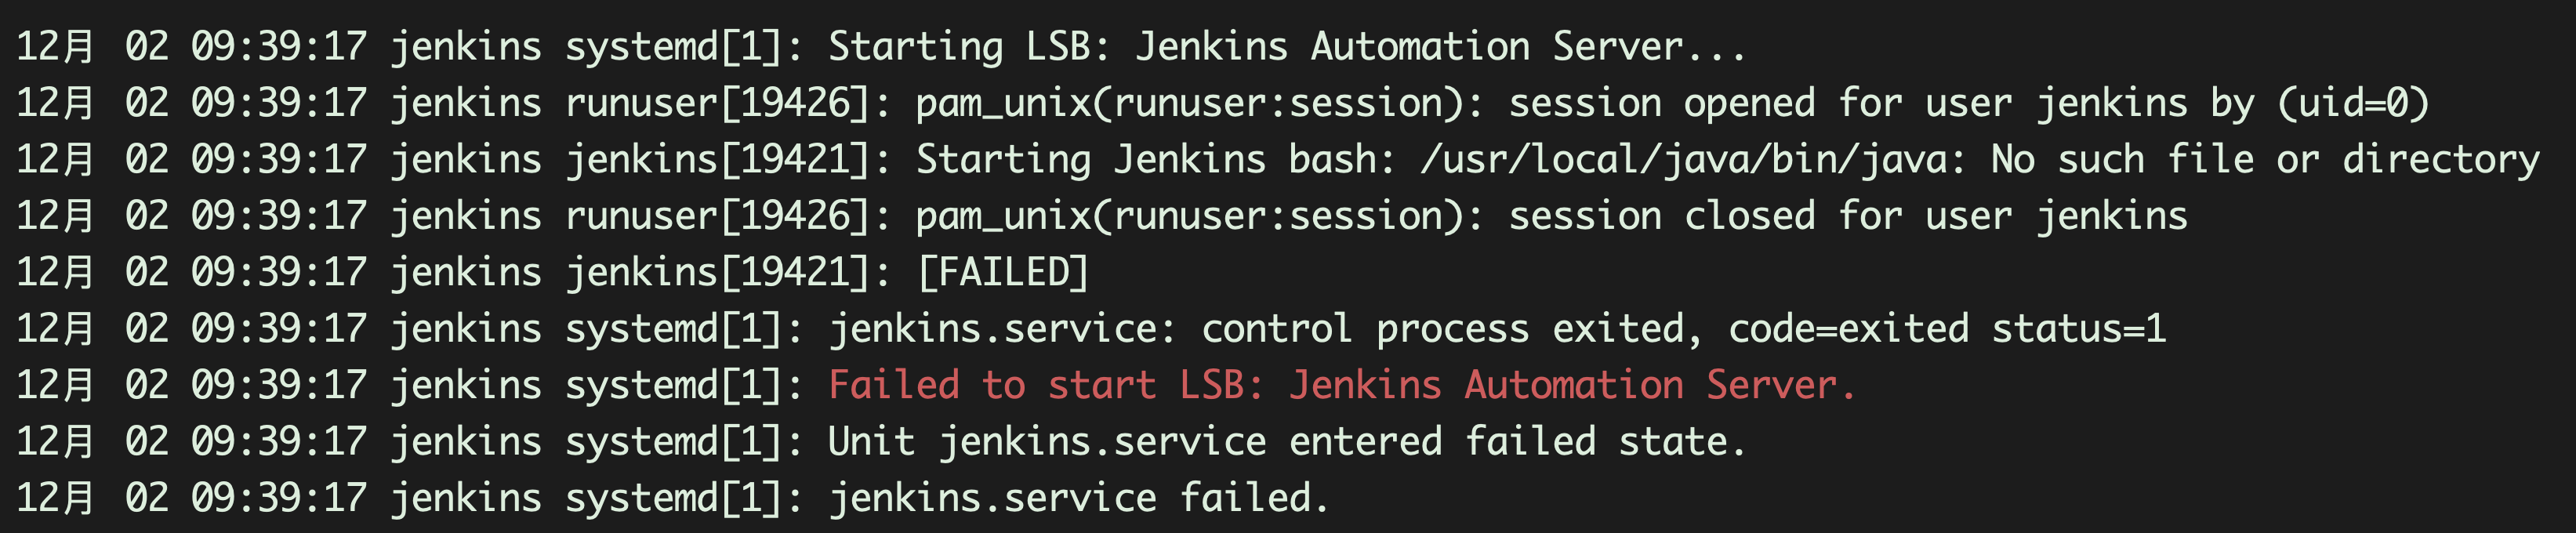 12月 02 09:39:17 jenkins systemd[1]: Starting LSB: Jenkins Automation Server...
12月 02 09:39:17 jenkins runuser[19426]: pam_unix(runuser:session): session opened for user jenkins by (uid=0)
12月 02 09:39:17 jenkins jenkins[19421]: Starting Jenkins bash: /usr/local/java/bin/java: No such file or directory
12月 02 09:39:17 jenkins runuser[19426]: pam_unix(runuser:session): session closed for user jenkins
12月 02 09:39:17 jenkins jenkins[19421]: [FAILED]
12月 02 09:39:17 jenkins systemd[1]: jenkins.service: control process exited, code=exited status=1
12月 02 09:39:17 jenkins systemd[1]: Failed to start LSB: Jenkins Automation Server.
12月 02 09:39:17 jenkins systemd[1]: Unit jenkins.service entered failed state.
12月 02 09:39:17 jenkins systemd[1]: jenkins.service failed.